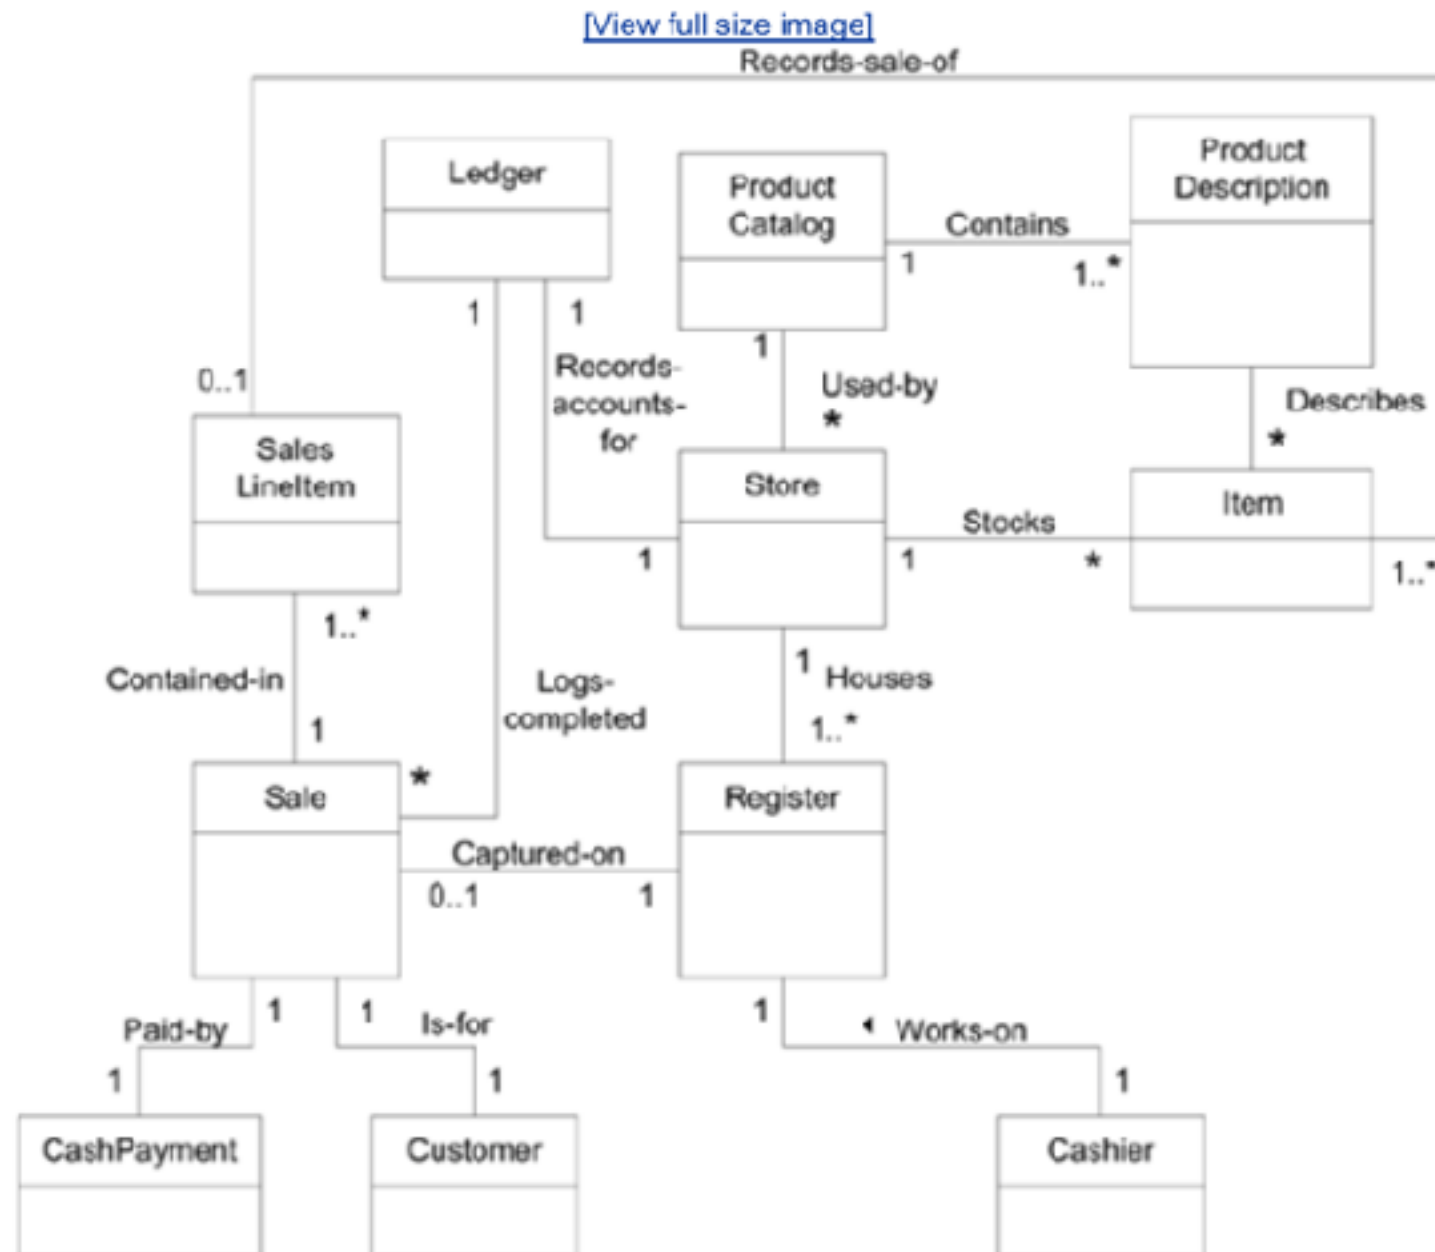 [View full size image]
Records-sale-of
Ledger
Product
Catalog
Contains
1
1..*
Product
Description
1
1
Records-
accounts-
for
1
Used-by
*
Describes
*
0..1
Sales
LineItem
Store
Stocks
1
1
*
Item
1..*
1..*
Contained-in
1
Logs-
completed
*
1
Houses
1..*
Sale
Register
Captured-on
0..1
1
1
Paid-by
1
1
Is-for
1
1
Works-on
1
CashPayment
Customer
Cashier